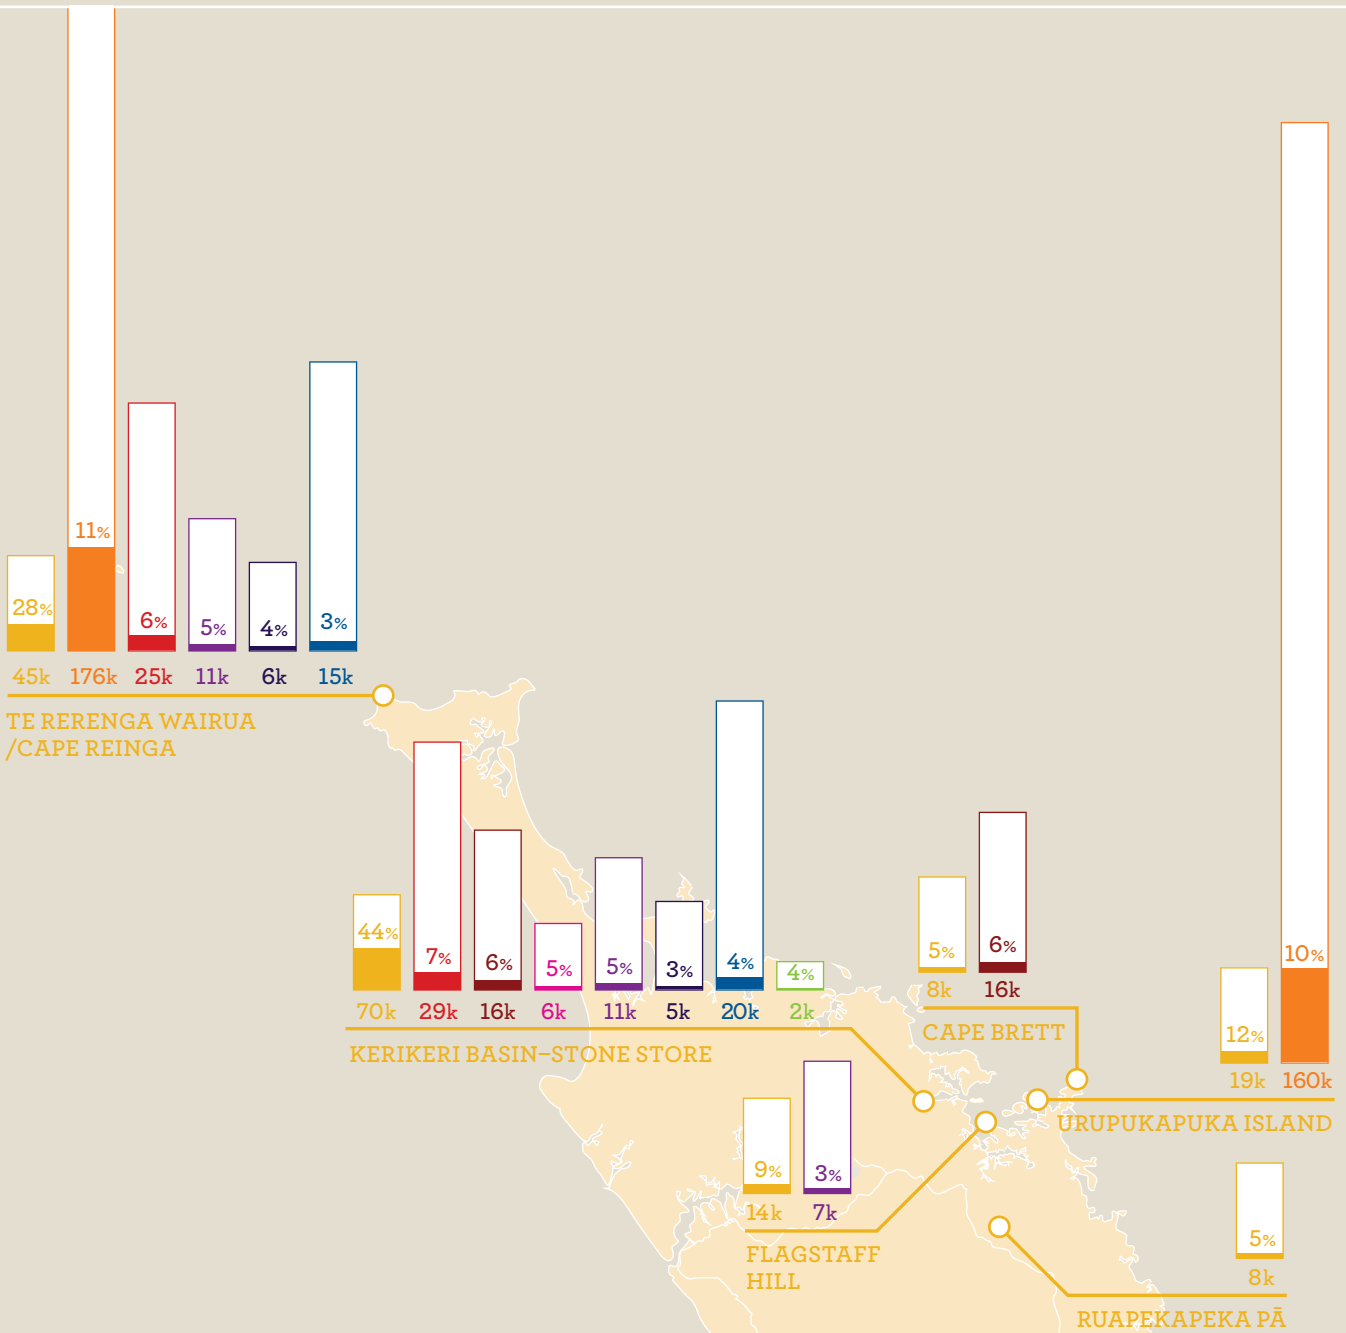 11%
28%
6%
5%
4%
3%
45k 176k 25k 11k 6k 15k
TE RERENGA WAIRUA
/CAPE REINGA
44%
7%
6%
5%
5%
3%
4%
4%
70k 29k 16k 6k 11k 5k 20k 2k
KERIKERI BASIN–STONE STORE
5%
6%
8k 16k
CAPE BRETT
12%
10%
19k 160k
URUPUKAPUKA ISLAND
9%
3%
14k 7k
FLAGSTAFF
HILL
5%
8k
RUAPEKAPEKA PĀ